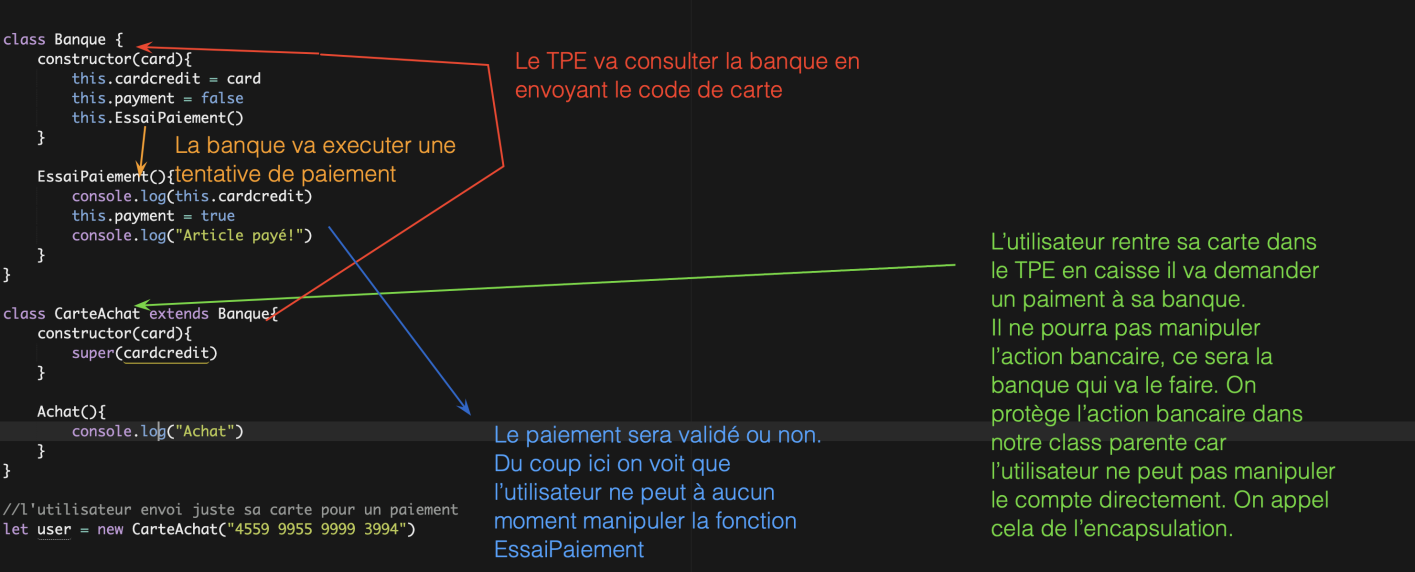 class Banque {
constructor(card){
this.cardcredit = card
this.payment = false
this.EssaiPaiement()
}
EssaiPaiement(){
console.log(this.cardcredit)
this.payment = true
console.log("Article payé!")
}
}
class CarteAchat extends Banque{
constructor(card){
super(cardcredit)
}
Achat(){
console.log("Achat")
}
}
//l'utilisateur envoi juste sa carte pour un paiement
let user = new CarteAchat("4559 9955 9999 3994")
Le TPE va consulter la banque en
envoyant le code de carte
La banque va executer une
tentative de paiement
L'utilisateur rentre sa carte dans
le TPE en caisse il va demander
un paiment à sa banque.
Il ne pourra pas manipuler
l'action bancaire, ce sera la
banque qui va le faire. On
protège l'action bancaire dans
notre class parente car
l'utilisateur ne peut pas manipuler
le compte directement. On appel
cela de l'encapsulation.
Le paiement sera validé ou non.
Du coup ici on voit que
l'utilisateur ne peut à aucun
moment manipuler la fonction
EssaiPaiement